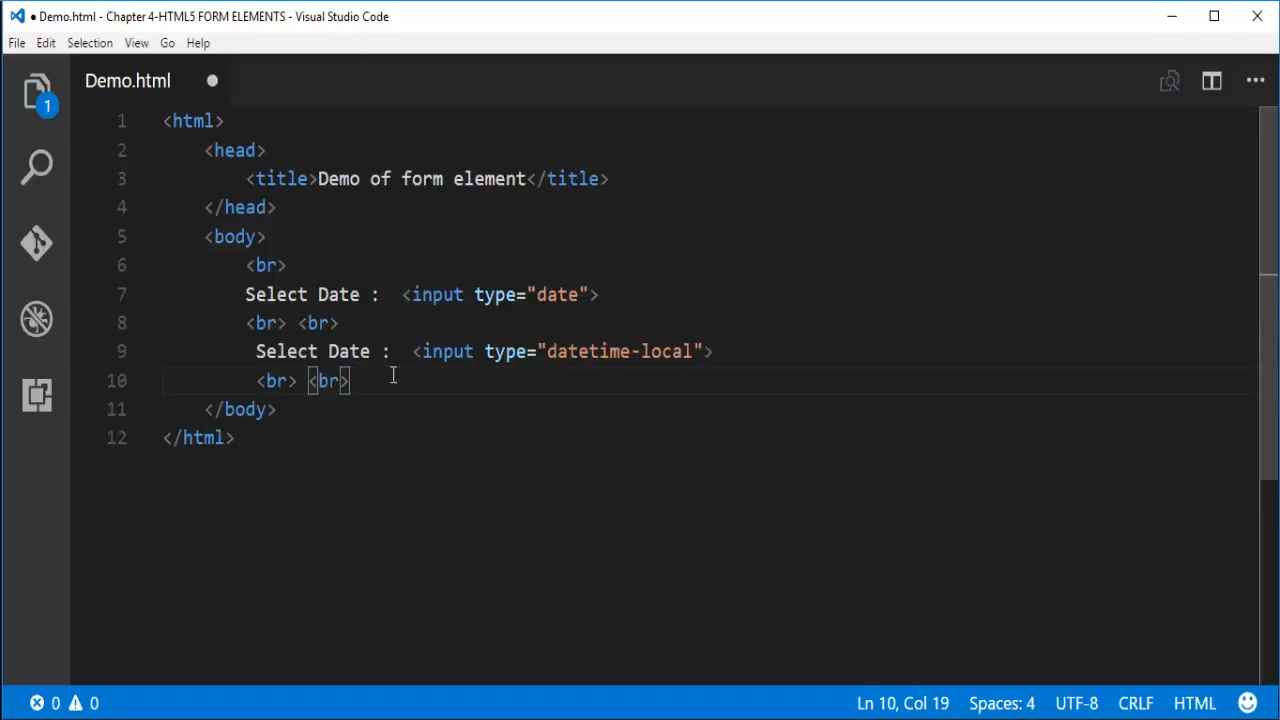 ● Demo.html - Chapter 4-HTML5 FORM ELEMENTS - Visual Studio Code
File Edit Selection View Go Help
1
Demo.html ●
1 <html>
2 <head>
3 <title>Demo of form element</title>
4 </head>
5 <body>
6 <br>
7 Select Date :  <input type="date">
8 <br> <br>
9 Select Date :  <input type="datetime-local">
10 <br> <br>
11 </body>
12 </html>
0 0 Ln 10, Col 19 Spaces: 4 UTF-8 CRLF HTML